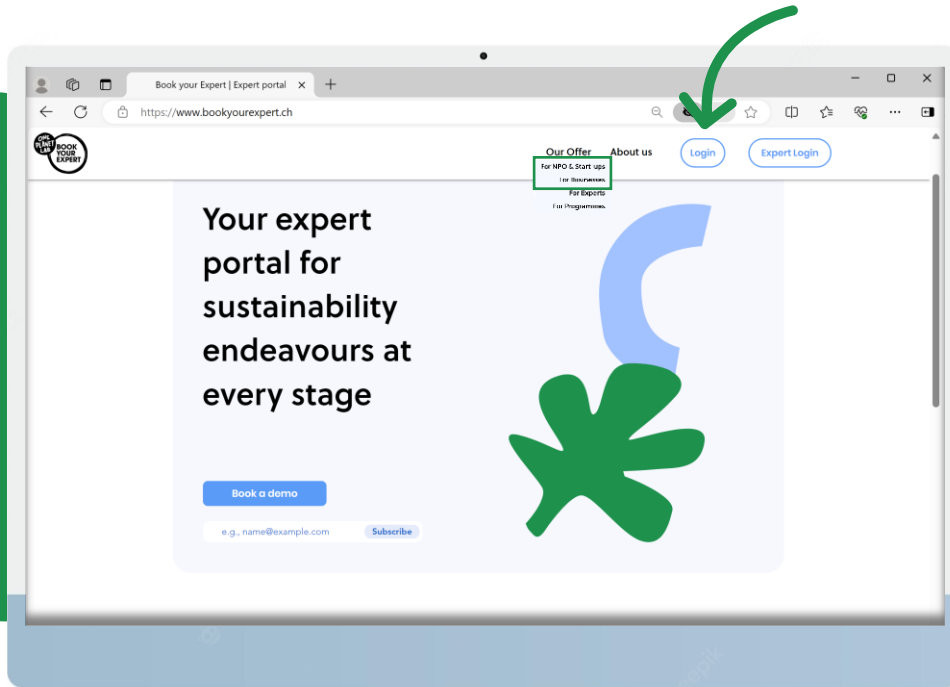 Book your Expert | Expert portal
https://www.bookyourexpert.ch
ONE PLANET LAB
BOOK
YOUR
EXPERT
Our Offer About us Login Expert Login
For NPO & Start-ups
For Businesses
For Experts
For Programmes
Your expert
portal for
sustainability
endeavours at
every stage
Book a demo
e.g., name@example.com Subscribe